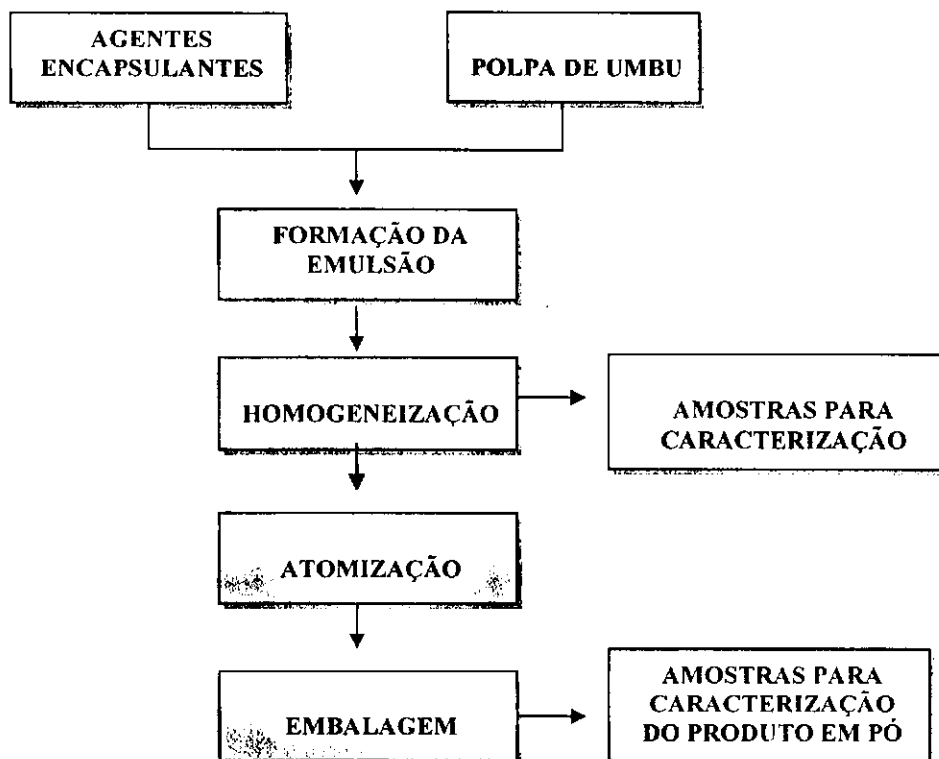 AGENTES
ENCAPSULANTES
POLPA DE UMBU
FORMAÇÃO DA
EMULSÃO
HOMOGENEIZAÇÃO
AMOSTRAS PARA
CARACTERIZAÇÃO
ATOMIZAÇÃO
EMBALAGEM
AMOSTRAS PARA
CARACTERIZAÇÃO
DO PRODUTO EM PÓ